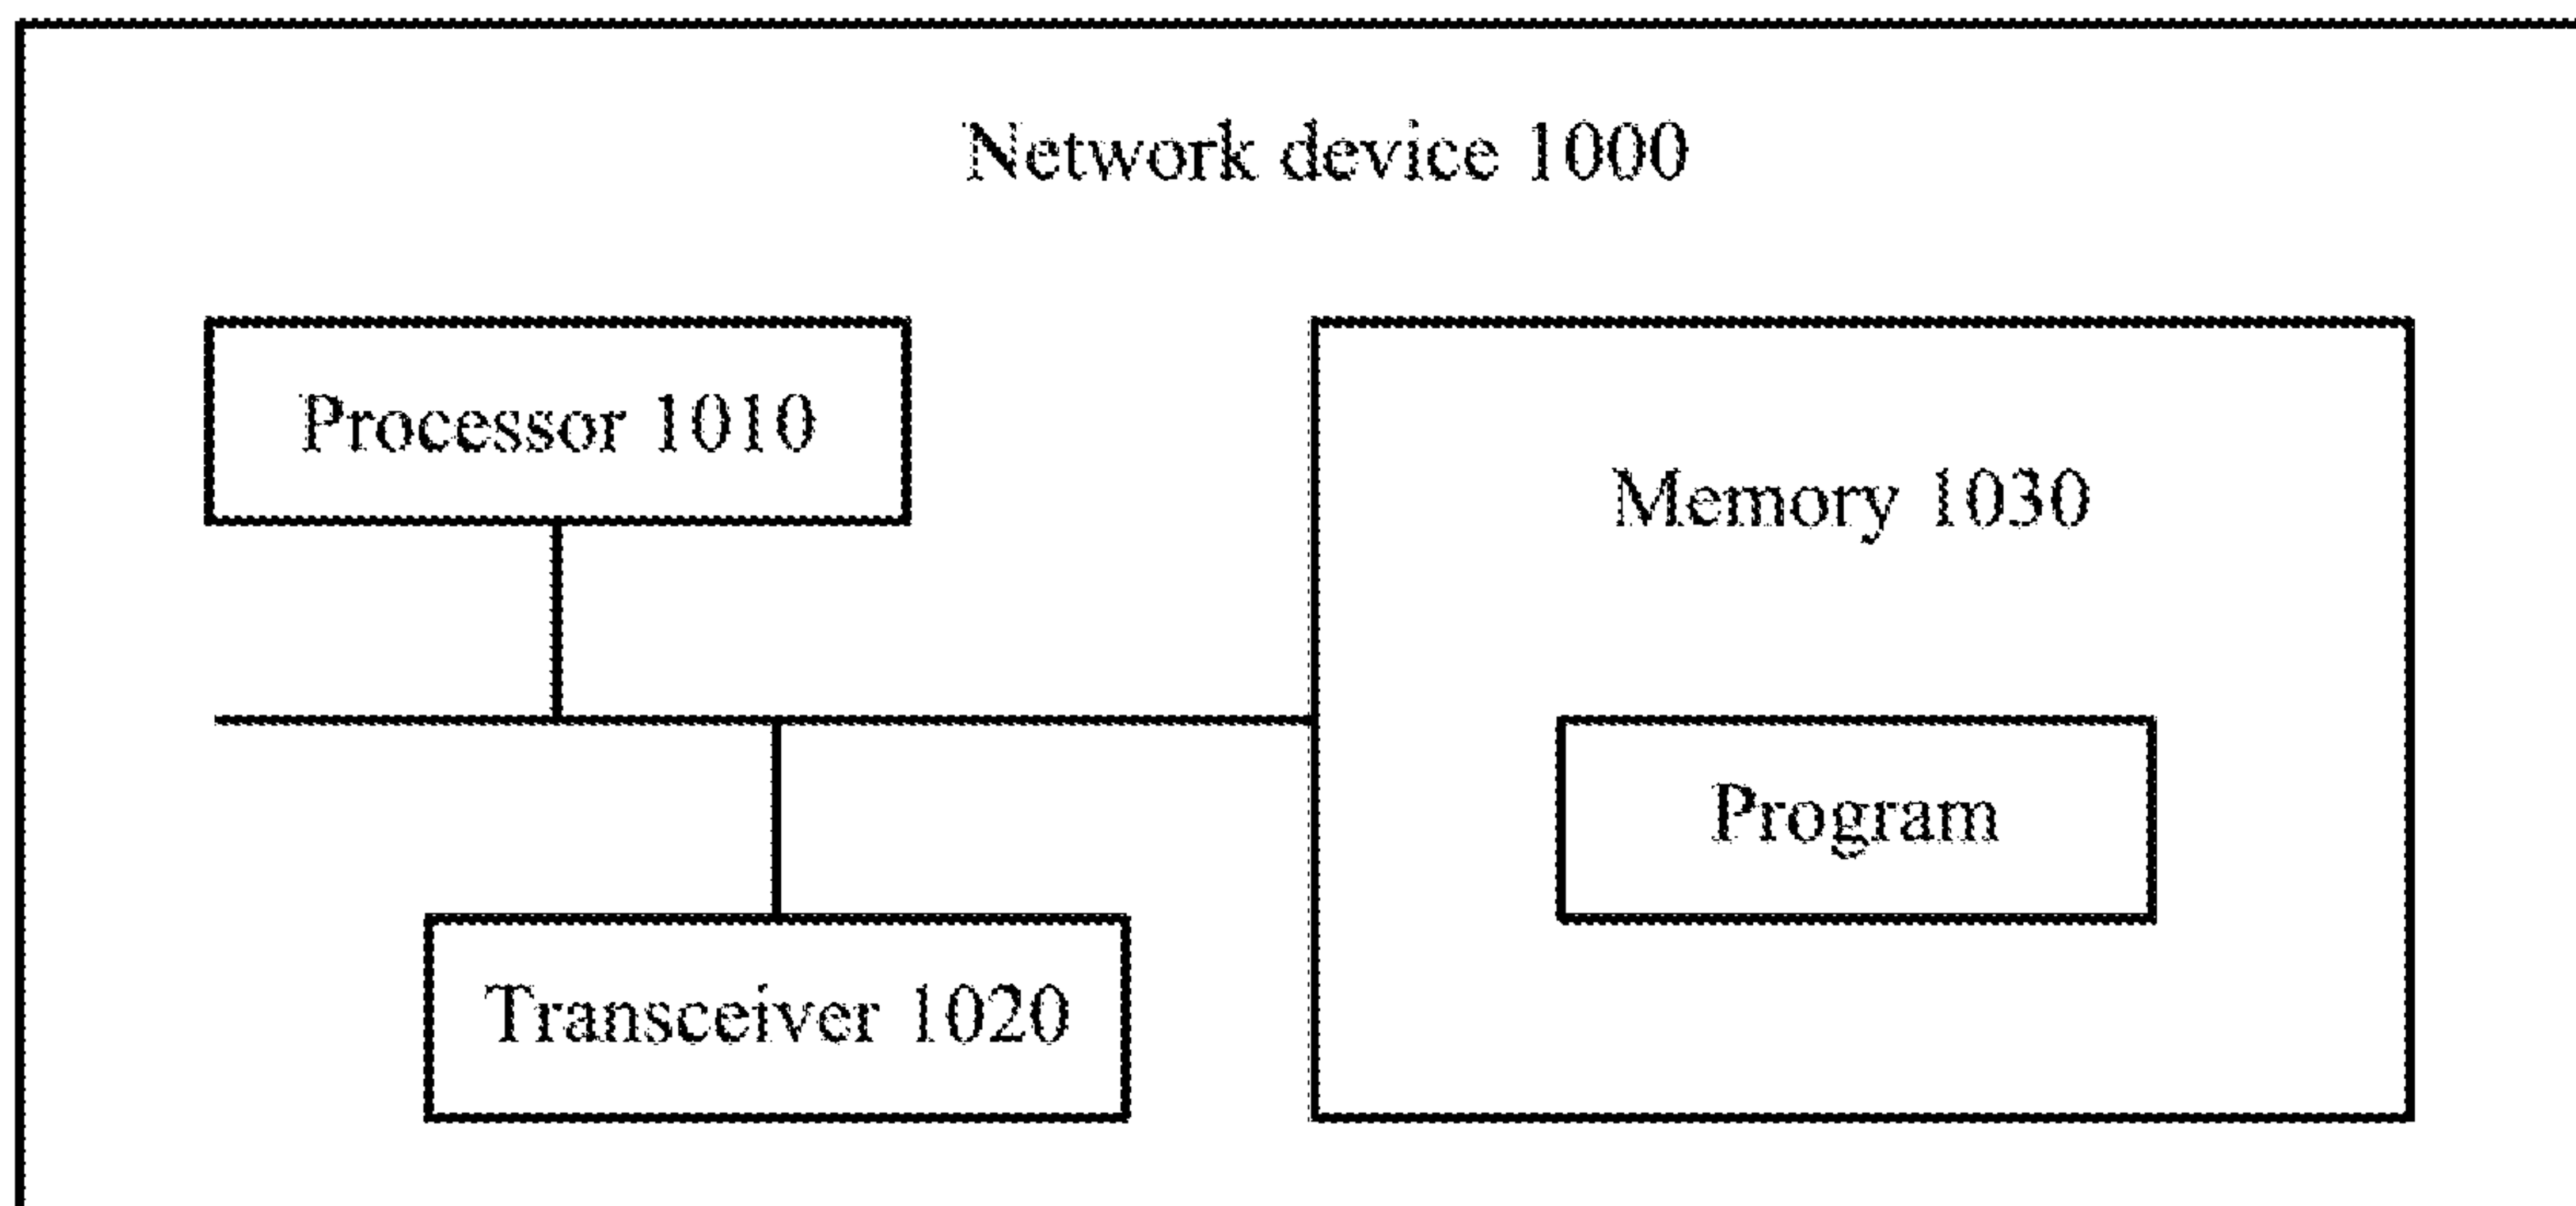 Network device 1000
Processor 1010
Memory 1030
Program
Transceiver 1020